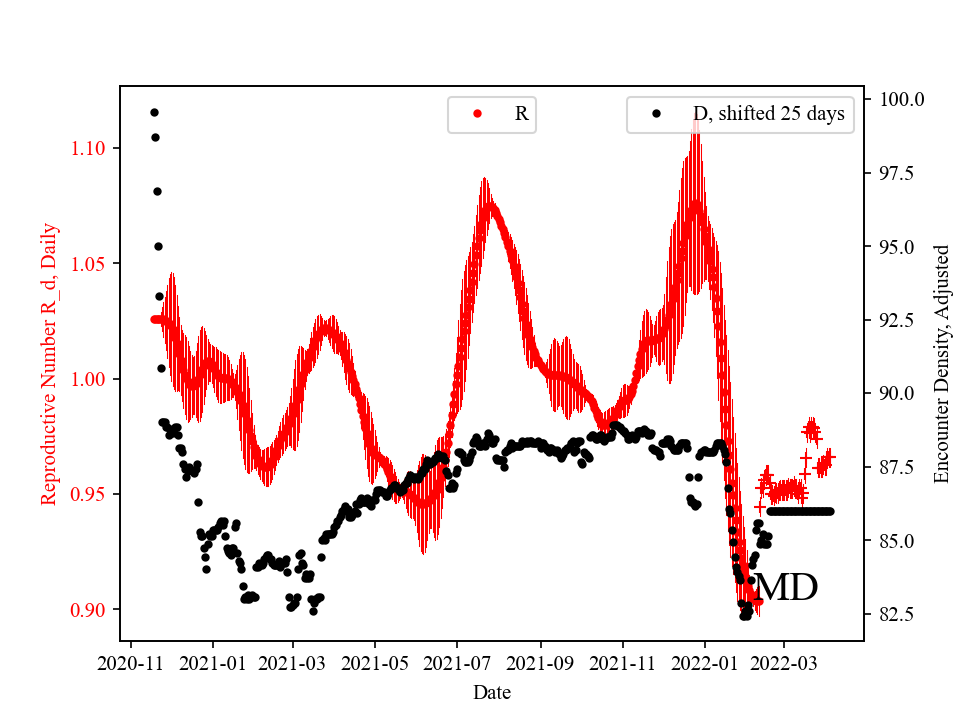 R
D, shifted 25 days
Reproductive Number R_d, Daily
1.10
1.05
1.00
0.95
0.90
100.0
97.5
95.0
92.5
90.0
87.5
85.0
82.5
Encounter Density, Adjusted
MD
2020-11 2021-01 2021-03 2021-05 2021-07 2021-09 2021-11 2022-01 2022-03
Date